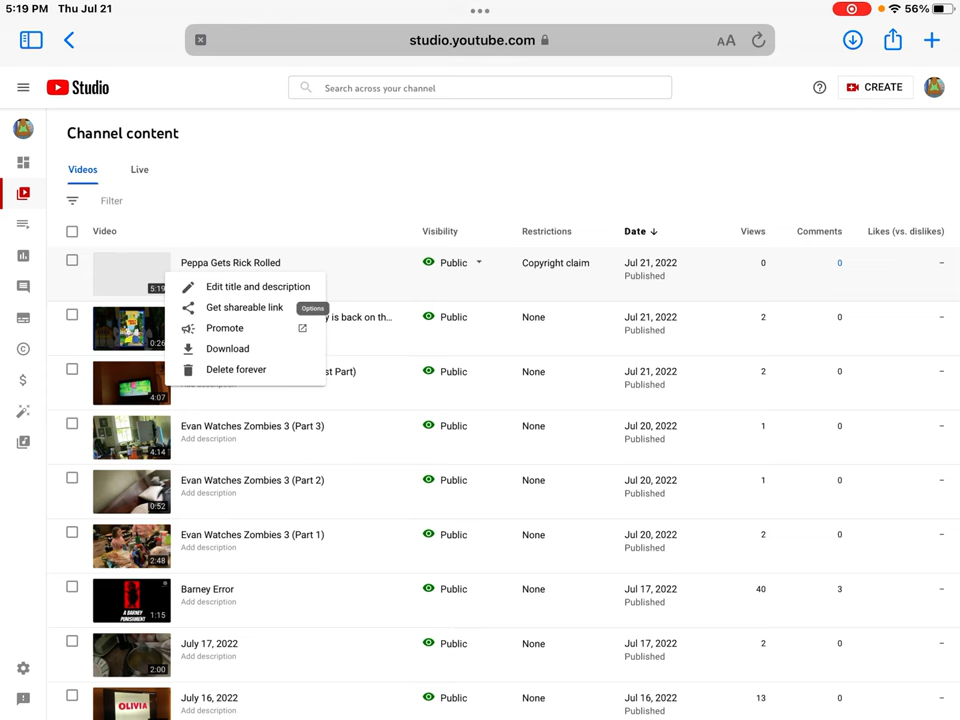 5:19 PM Thu Jul 21
56%
studio.youtube.com
AA
Studio
Search across your channel
CREATE
Channel content
Videos Live
Filter
Video Visibility Restrictions Date Views Comments Likes (vs. dislikes)
Peppa Gets Rick Rolled Public Copyright claim Jul 21, 2022 0 0 –
Published
5:19
Edit title and description
Get shareable link Options
Promote
Download
Delete forever
y is back on th... Public None Jul 21, 2022 2 0 –
Published
0:26
st Part) Public None Jul 21, 2022 2 0 –
Published
4:07
Evan Watches Zombies 3 (Part 3) Public None Jul 20, 2022 1 0 –
Add description Published
4:14
Evan Watches Zombies 3 (Part 2) Public None Jul 20, 2022 1 0 –
Add description Published
0:52
Evan Watches Zombies 3 (Part 1) Public None Jul 20, 2022 2 0 –
Add description Published
2:48
Barney Error Public None Jul 17, 2022 40 3 –
Add description Published
A BARNEY
PUNISHMENT
1:15
July 17, 2022 Public None Jul 17, 2022 2 0 –
Add description Published
2:00
July 16, 2022 Public None Jul 16, 2022 13 0 –
Add description Published
OLIVIA